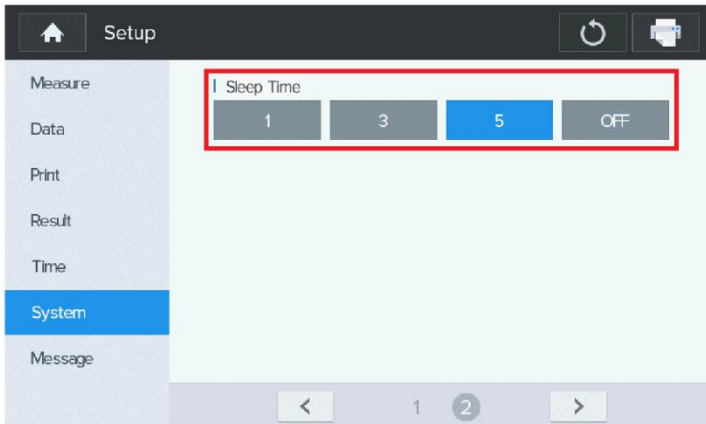 Setup
Measure
Data
Print
Result
Time
System
Message
Sleep Time
1 3 5 OFF
< 1 2 >